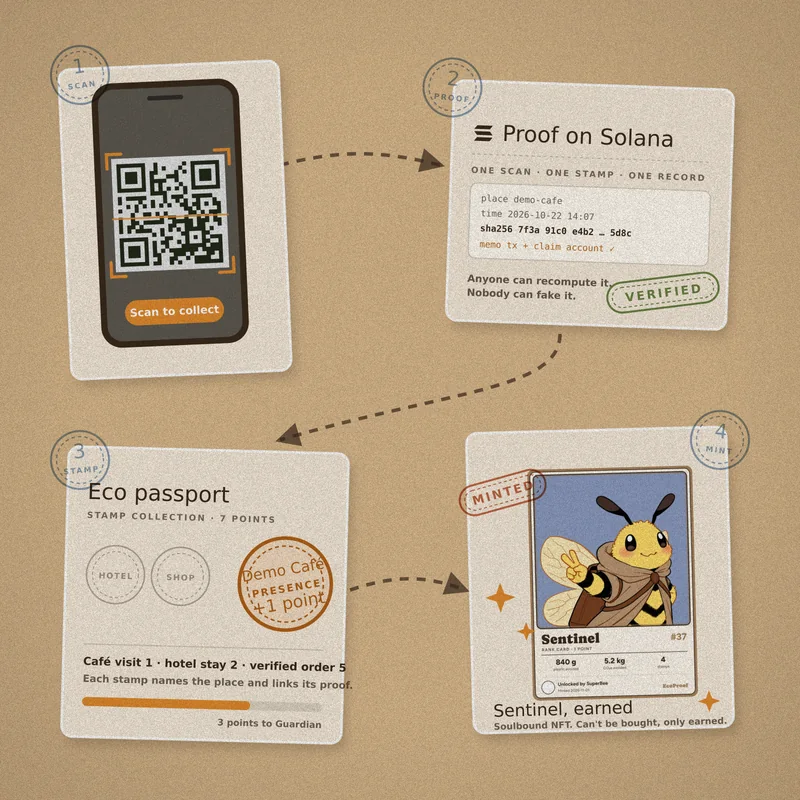 1
SCAN
Scan to collect
2
PROOF
Proof on Solana
ONE SCAN · ONE STAMP · ONE RECORD
place demo-cafe
time 2026-10-22 14:07
sha256 7f3a 91c0 e4b2 … 5d8c
memo tx + claim account ✓
Anyone can recompute it.
Nobody can fake it.
VERIFIED
3
STAMP
Eco passport
STAMP COLLECTION · 7 POINTS
HOTEL
SHOP
Demo Café
PRESENCE
+1 point
Café visit 1 · hotel stay 2 · verified order 5
Each stamp names the place and links its proof.
3 points to Guardian
4
MINT
MINTED
Sentinel
#37
RANK CARD · 1 POINT
840 g
5.2 kg
4
Unlocked by SuperBee
EcoProof
Sentinel, earned
Soulbound NFT. Can't be bought, only earned.